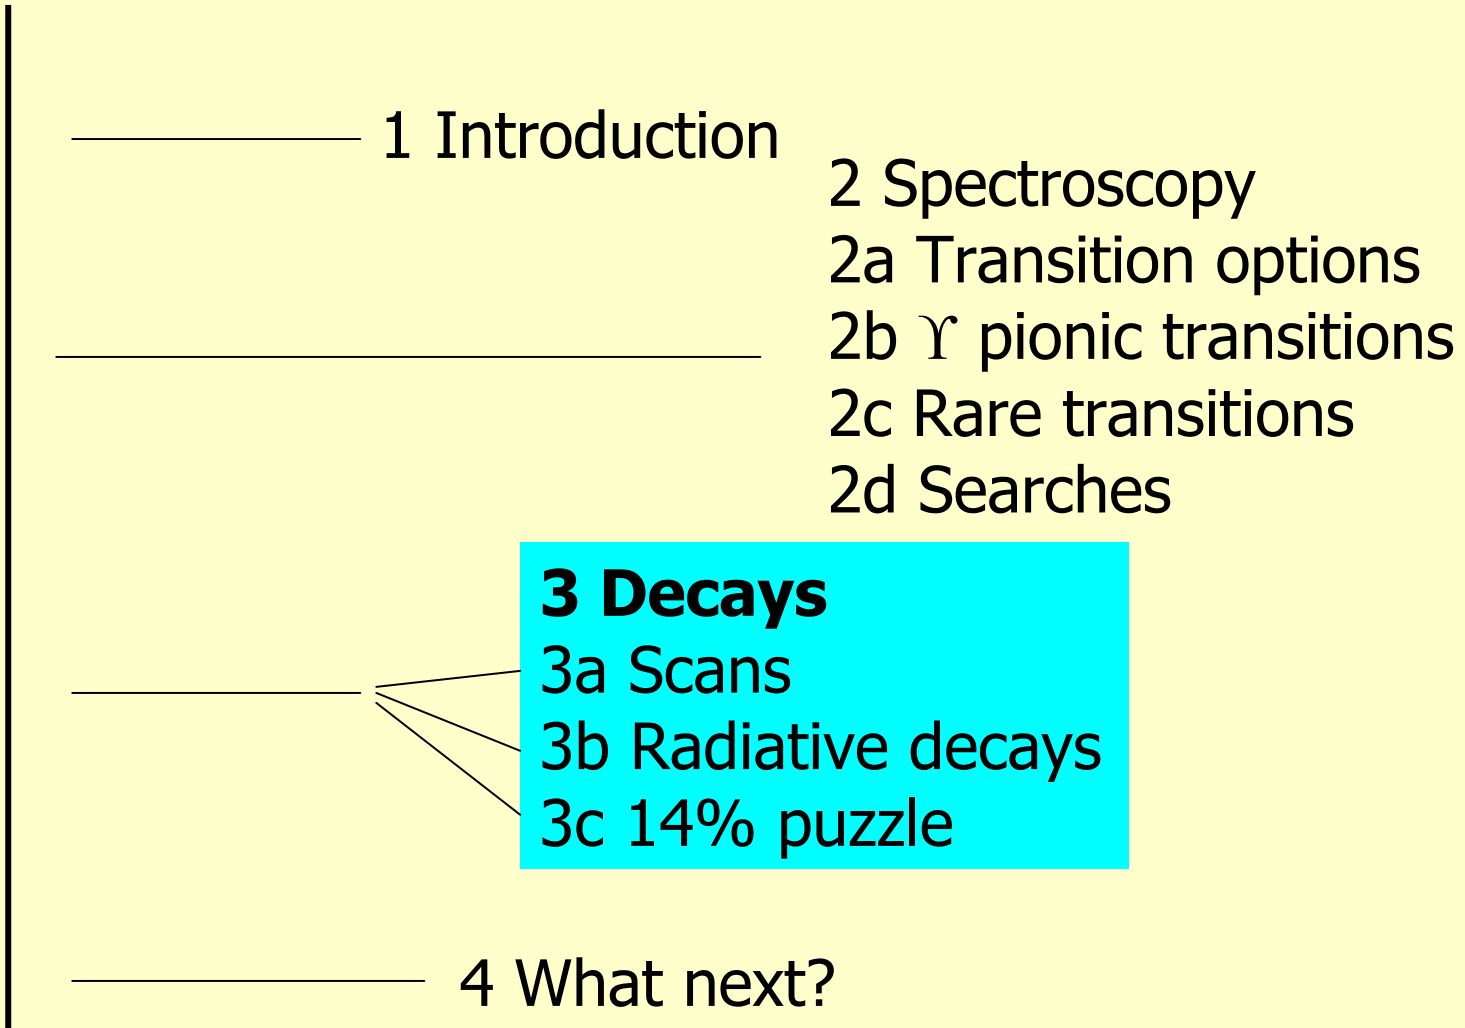 1 Introduction
2 Spectroscopy
2a Transition options
2b ϒ pionic transitions
2c Rare transitions
2d Searches
3 Decays
3a Scans
3b Radiative decays
3c 14% puzzle
4 What next?